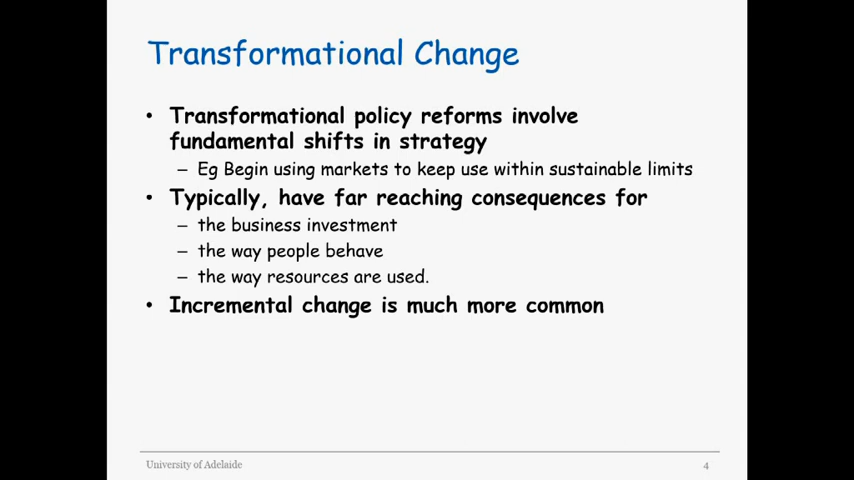 Transformational Change
• Transformational policy reforms involve
fundamental shifts in strategy
– Eg Begin using markets to keep use within sustainable limits
• Typically, have far reaching consequences for
– the business investment
– the way people behave
– the way resources are used.
• Incremental change is much more common
University of Adelaide
4